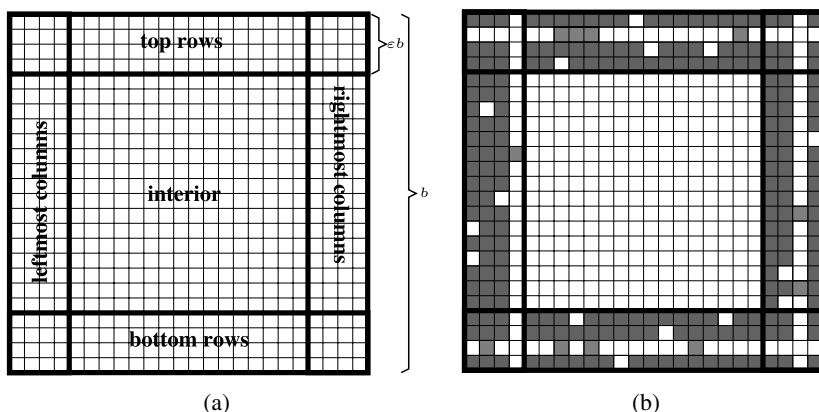 top rows
εb
leftmost columns
interior
rightmost columns
b
bottom rows
(a)
(b)